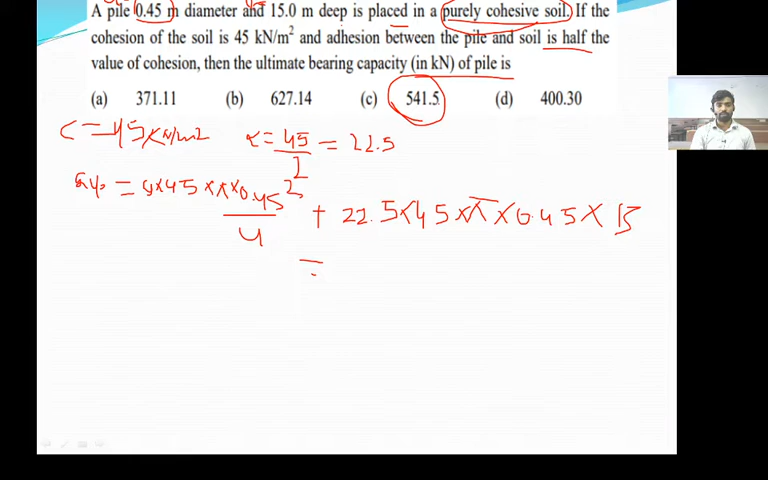 A pile 0.45 m diameter and 15.0 m deep is placed in a purely cohesive soil. If the
cohesion of the soil is 45 kN/m² and adhesion between the pile and soil is half the
value of cohesion, then the ultimate bearing capacity (in kN) of pile is
(a) 371.11 (b) 627.14 (c) 541.5 (d) 400.30
C = 45 kN/m2 α = 45/2 = 22.5
= 9×45×π×0.45²/4 + 22.5×45×π×0.45×15
=